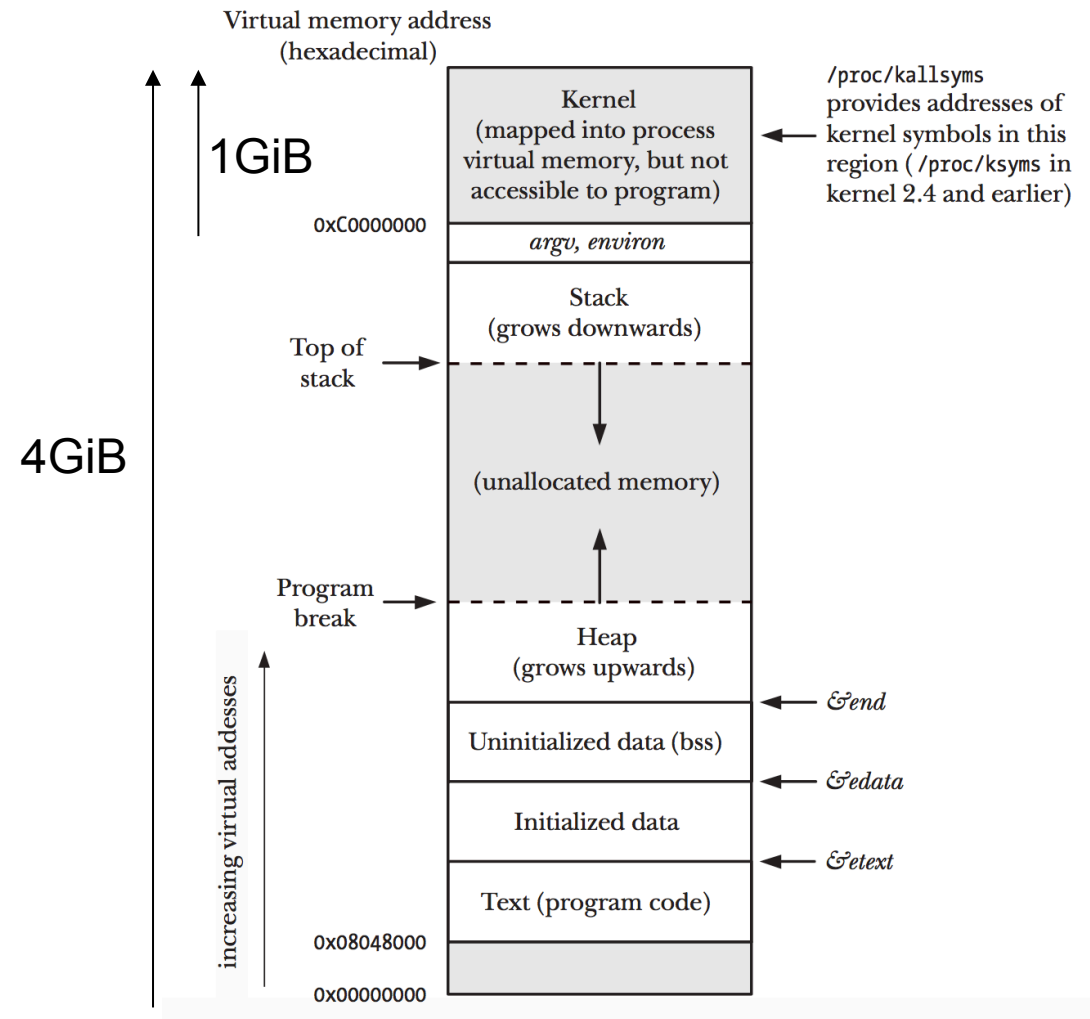 Virtual memory address
(hexadecimal)
Kernel
(mapped into process
virtual memory, but not
accessible to program)
/proc/kallsyms
provides addresses of
kernel symbols in this
region ( /proc/ksyms in
kernel 2.4 and earlier)
1GiB
0xC0000000
argv, environ
Stack
(grows downwards)
Top of
stack
4GiB
(unallocated memory)
Program
break
Heap
(grows upwards)
&end
Uninitialized data (bss)
&edata
Initialized data
&etext
Text (program code)
increasing virtual addesses
0x08048000
0x00000000